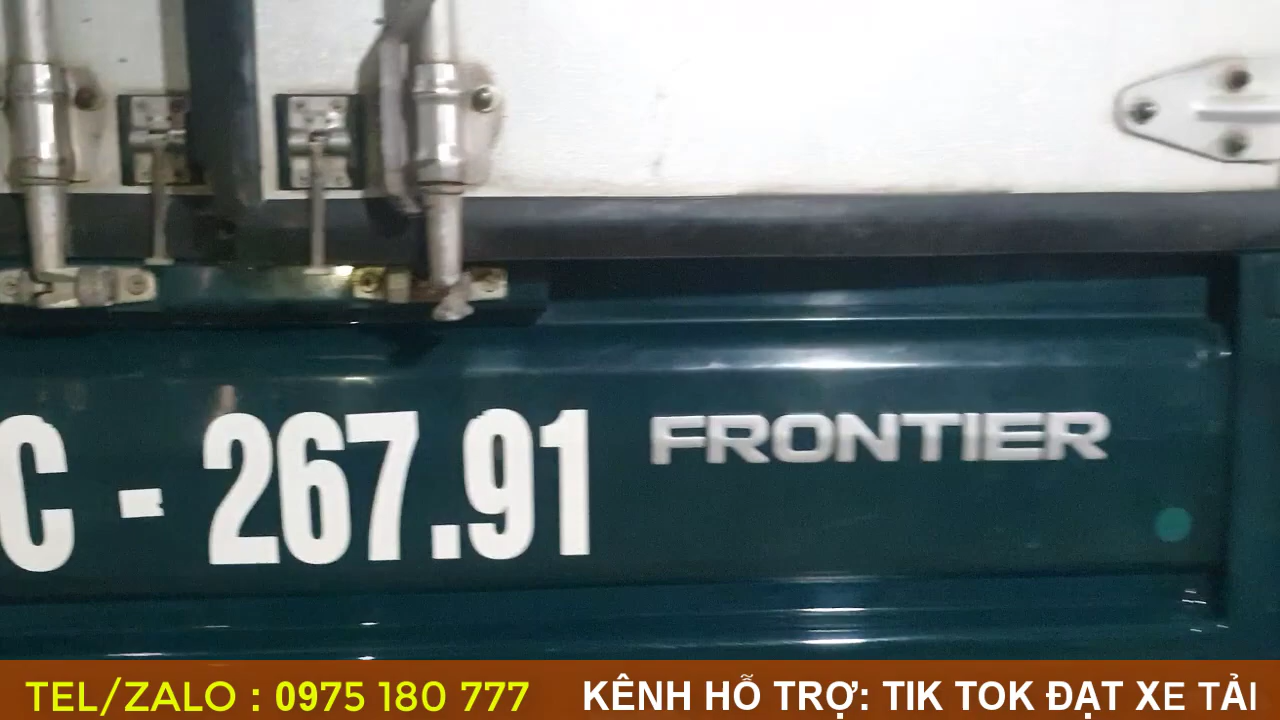 C - 267.91 FRONTIER
TEL/ZALO : 0975 180 777 KÊNH HỖ TRỢ: TIK TOK ĐẠT XE TẢI